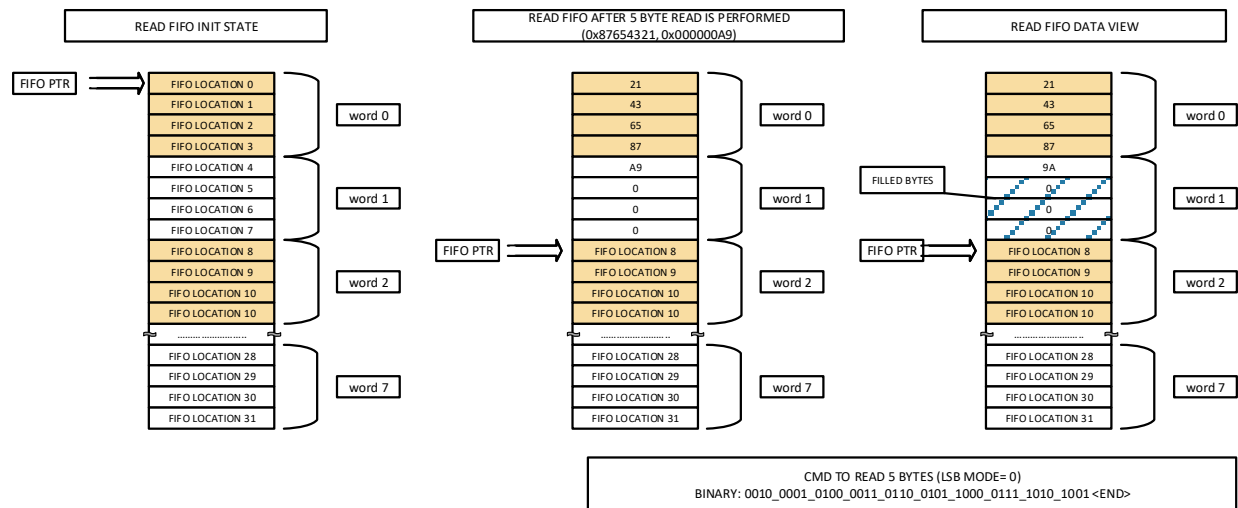 READ FIFO INIT STATE
FIFO PTR
FIFO LOCATION 0
FIFO LOCATION 1
FIFO LOCATION 2
FIFO LOCATION 3
FIFO LOCATION 4
FIFO LOCATION 5
FIFO LOCATION 6
FIFO LOCATION 7
FIFO LOCATION 8
FIFO LOCATION 9
FIFO LOCATION 10
FIFO LOCATION 10
..........................
FIFO LOCATION 28
FIFO LOCATION 29
FIFO LOCATION 30
FIFO LOCATION 31
word 0
word 1
word 2
word 7
READ FIFO AFTER 5 BYTE READ IS PERFORMED
(0x87654321, 0x000000A9)
FIFO PTR
21
43
65
87
A9
0
0
0
FIFO LOCATION 8
FIFO LOCATION 9
FIFO LOCATION 10
FIFO LOCATION 10
..........................
FIFO LOCATION 28
FIFO LOCATION 29
FIFO LOCATION 30
FIFO LOCATION 31
word 0
word 1
word 2
word 7
READ FIFO DATA VIEW
FILLED BYTES
FIFO PTR
21
43
65
87
9A
0
0
0
FIFO LOCATION 8
FIFO LOCATION 9
FIFO LOCATION 10
FIFO LOCATION 10
..........................
FIFO LOCATION 28
FIFO LOCATION 29
FIFO LOCATION 30
FIFO LOCATION 31
word 0
word 1
word 2
word 7
CMD TO READ 5 BYTES (LSB MODE= 0)
BINARY: 0010_0001_0100_0011_0110_0101_1000_0111_1010_1001<END>